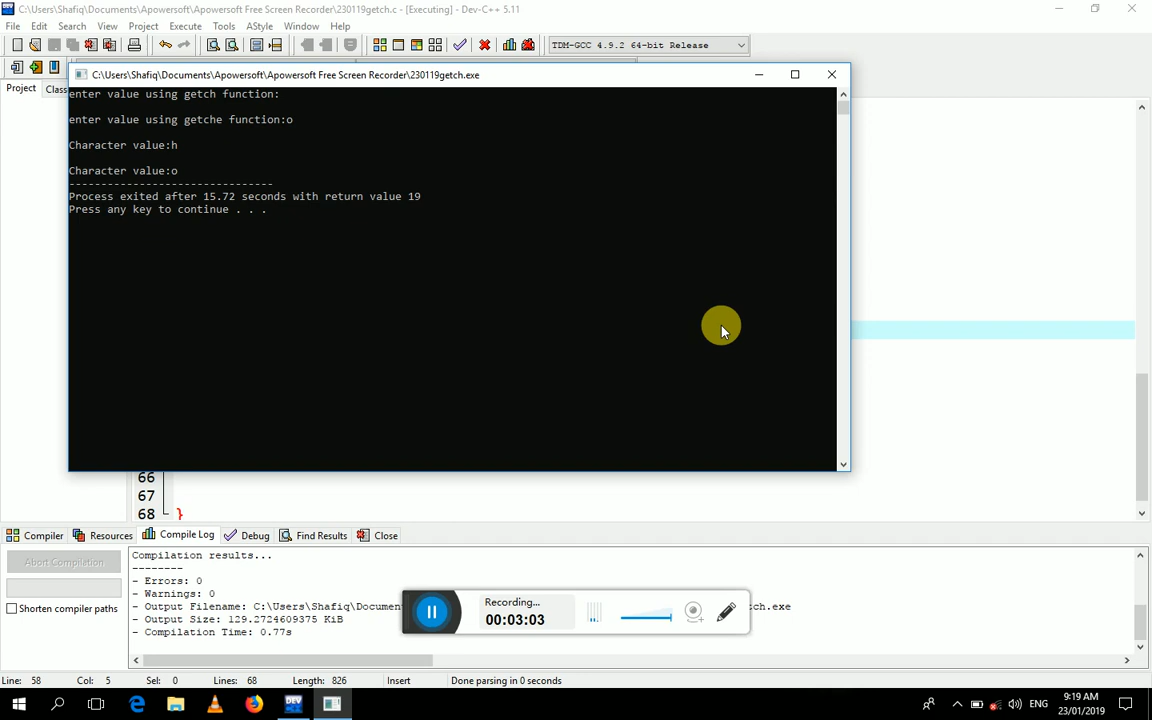 C:\Users\Shafiq\Documents\Apowersoft\Apowersoft Free Screen Recorder\230119getch.c - [Executing] - Dev-C++ 5.11
File Edit Search View Project Execute Tools AStyle Window Help
TDM-GCC 4.9.2 64-bit Release
C:\Users\Shafiq\Documents\Apowersoft\Apowersoft Free Screen Recorder\230119getch.exe
Project Class
enter value using getch function:
enter value using getche function:o
Character value:h
Character value:o
--------------------------------
Process exited after 15.72 seconds with return value 19
Press any key to continue . . .
66
67
68 }
Compiler Resources Compile Log Debug Find Results Close
Abort Compilation
Shorten compiler paths
Compilation results...
--------
- Errors: 0
- Warnings: 0
- Output Filename: C:\Users\Shafiq\Document ch.exe
- Output Size: 129.2724609375 KiB
- Compilation Time: 0.77s
Recording...
00:03:03
Line: 58 Col: 5 Sel: 0 Lines: 68 Length: 826 Insert Done parsing in 0 seconds
DEV
ENG
9:19 AM
23/01/2019